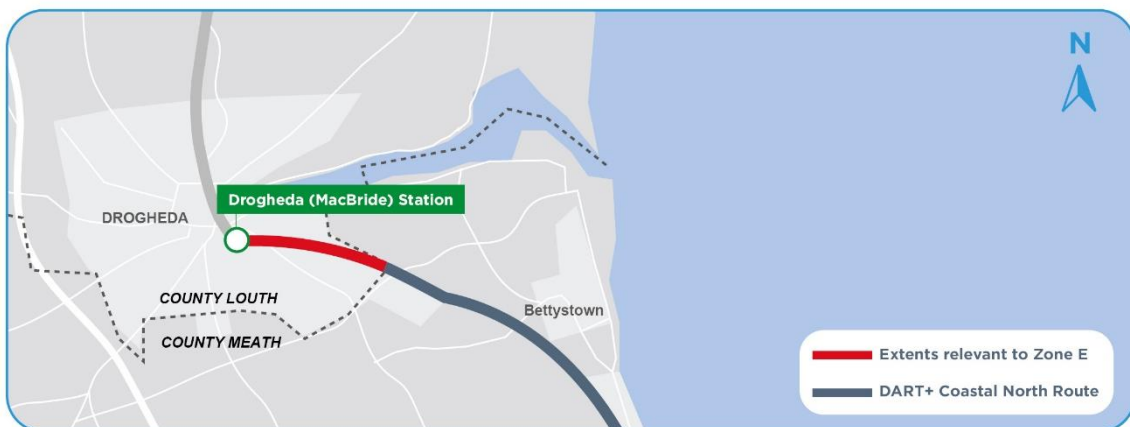 N
Drogheda (MacBride) Station
DROGHEDA
COUNTY LOUTH
COUNTY MEATH
Bettystown
Extents relevant to Zone E
DART+ Coastal North Route